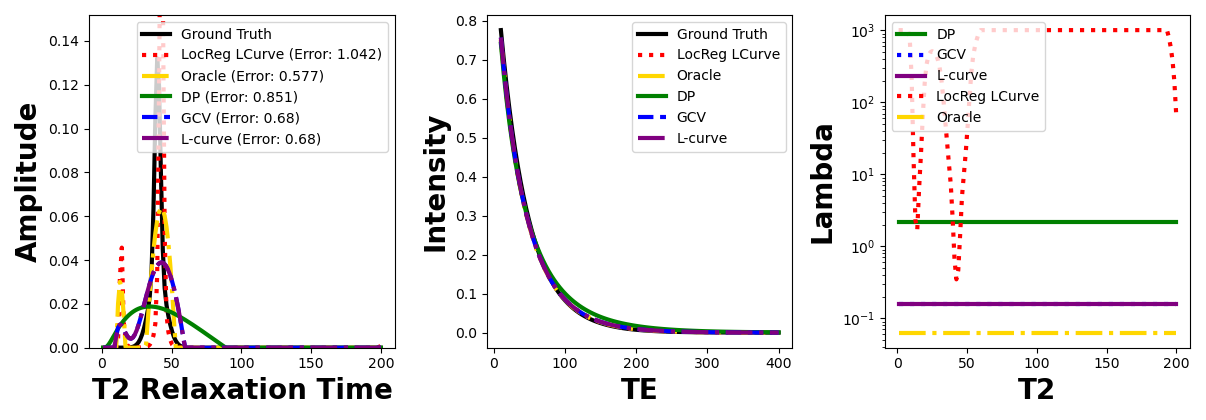 Amplitude
0.14
0.12
0.10
0.08
0.06
0.04
0.02
0.00
0 50 100 150 200
T2 Relaxation Time
Ground Truth
LocReg LCurve (Error: 1.042)
Oracle (Error: 0.577)
DP (Error: 0.851)
GCV (Error: 0.68)
L-curve (Error: 0.68)
Intensity
0.8
0.7
0.6
0.5
0.4
0.3
0.2
0.1
0.0
0 100 200 300 400
TE
Ground Truth
LocReg LCurve
Oracle
DP
GCV
L-curve
Lambda
10³
10²
10¹
10⁰
10⁻¹
0 50 100 150 200
T2
DP
GCV
L-curve
LocReg LCurve
Oracle